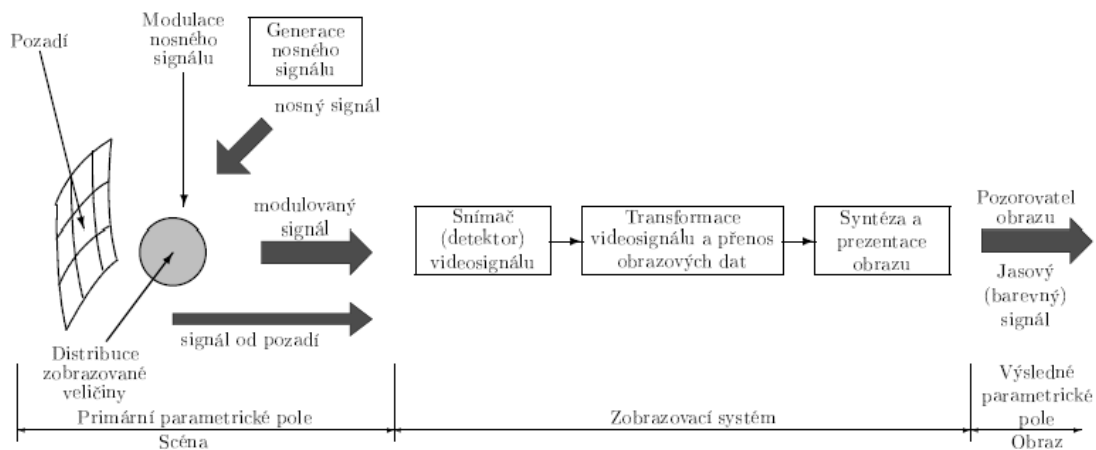 Pozadí
Modulace
nosného
signálu
Generace
nosného
signálu
nosný signál
modulovaný
signál
signál od pozadí
Distribuce
zobrazované
veličiny
Snímač
(detektor)
videosignálu
Transformace
videosignálu a přenos
obrazových dat
Syntéza a
prezentace
obrazu
Pozorovatel
obrazu
Jasový
(barevný)
signál
Primární parametrické pole
Scéna
Zobrazovací systém
Výsledné
parametrické
pole
Obraz